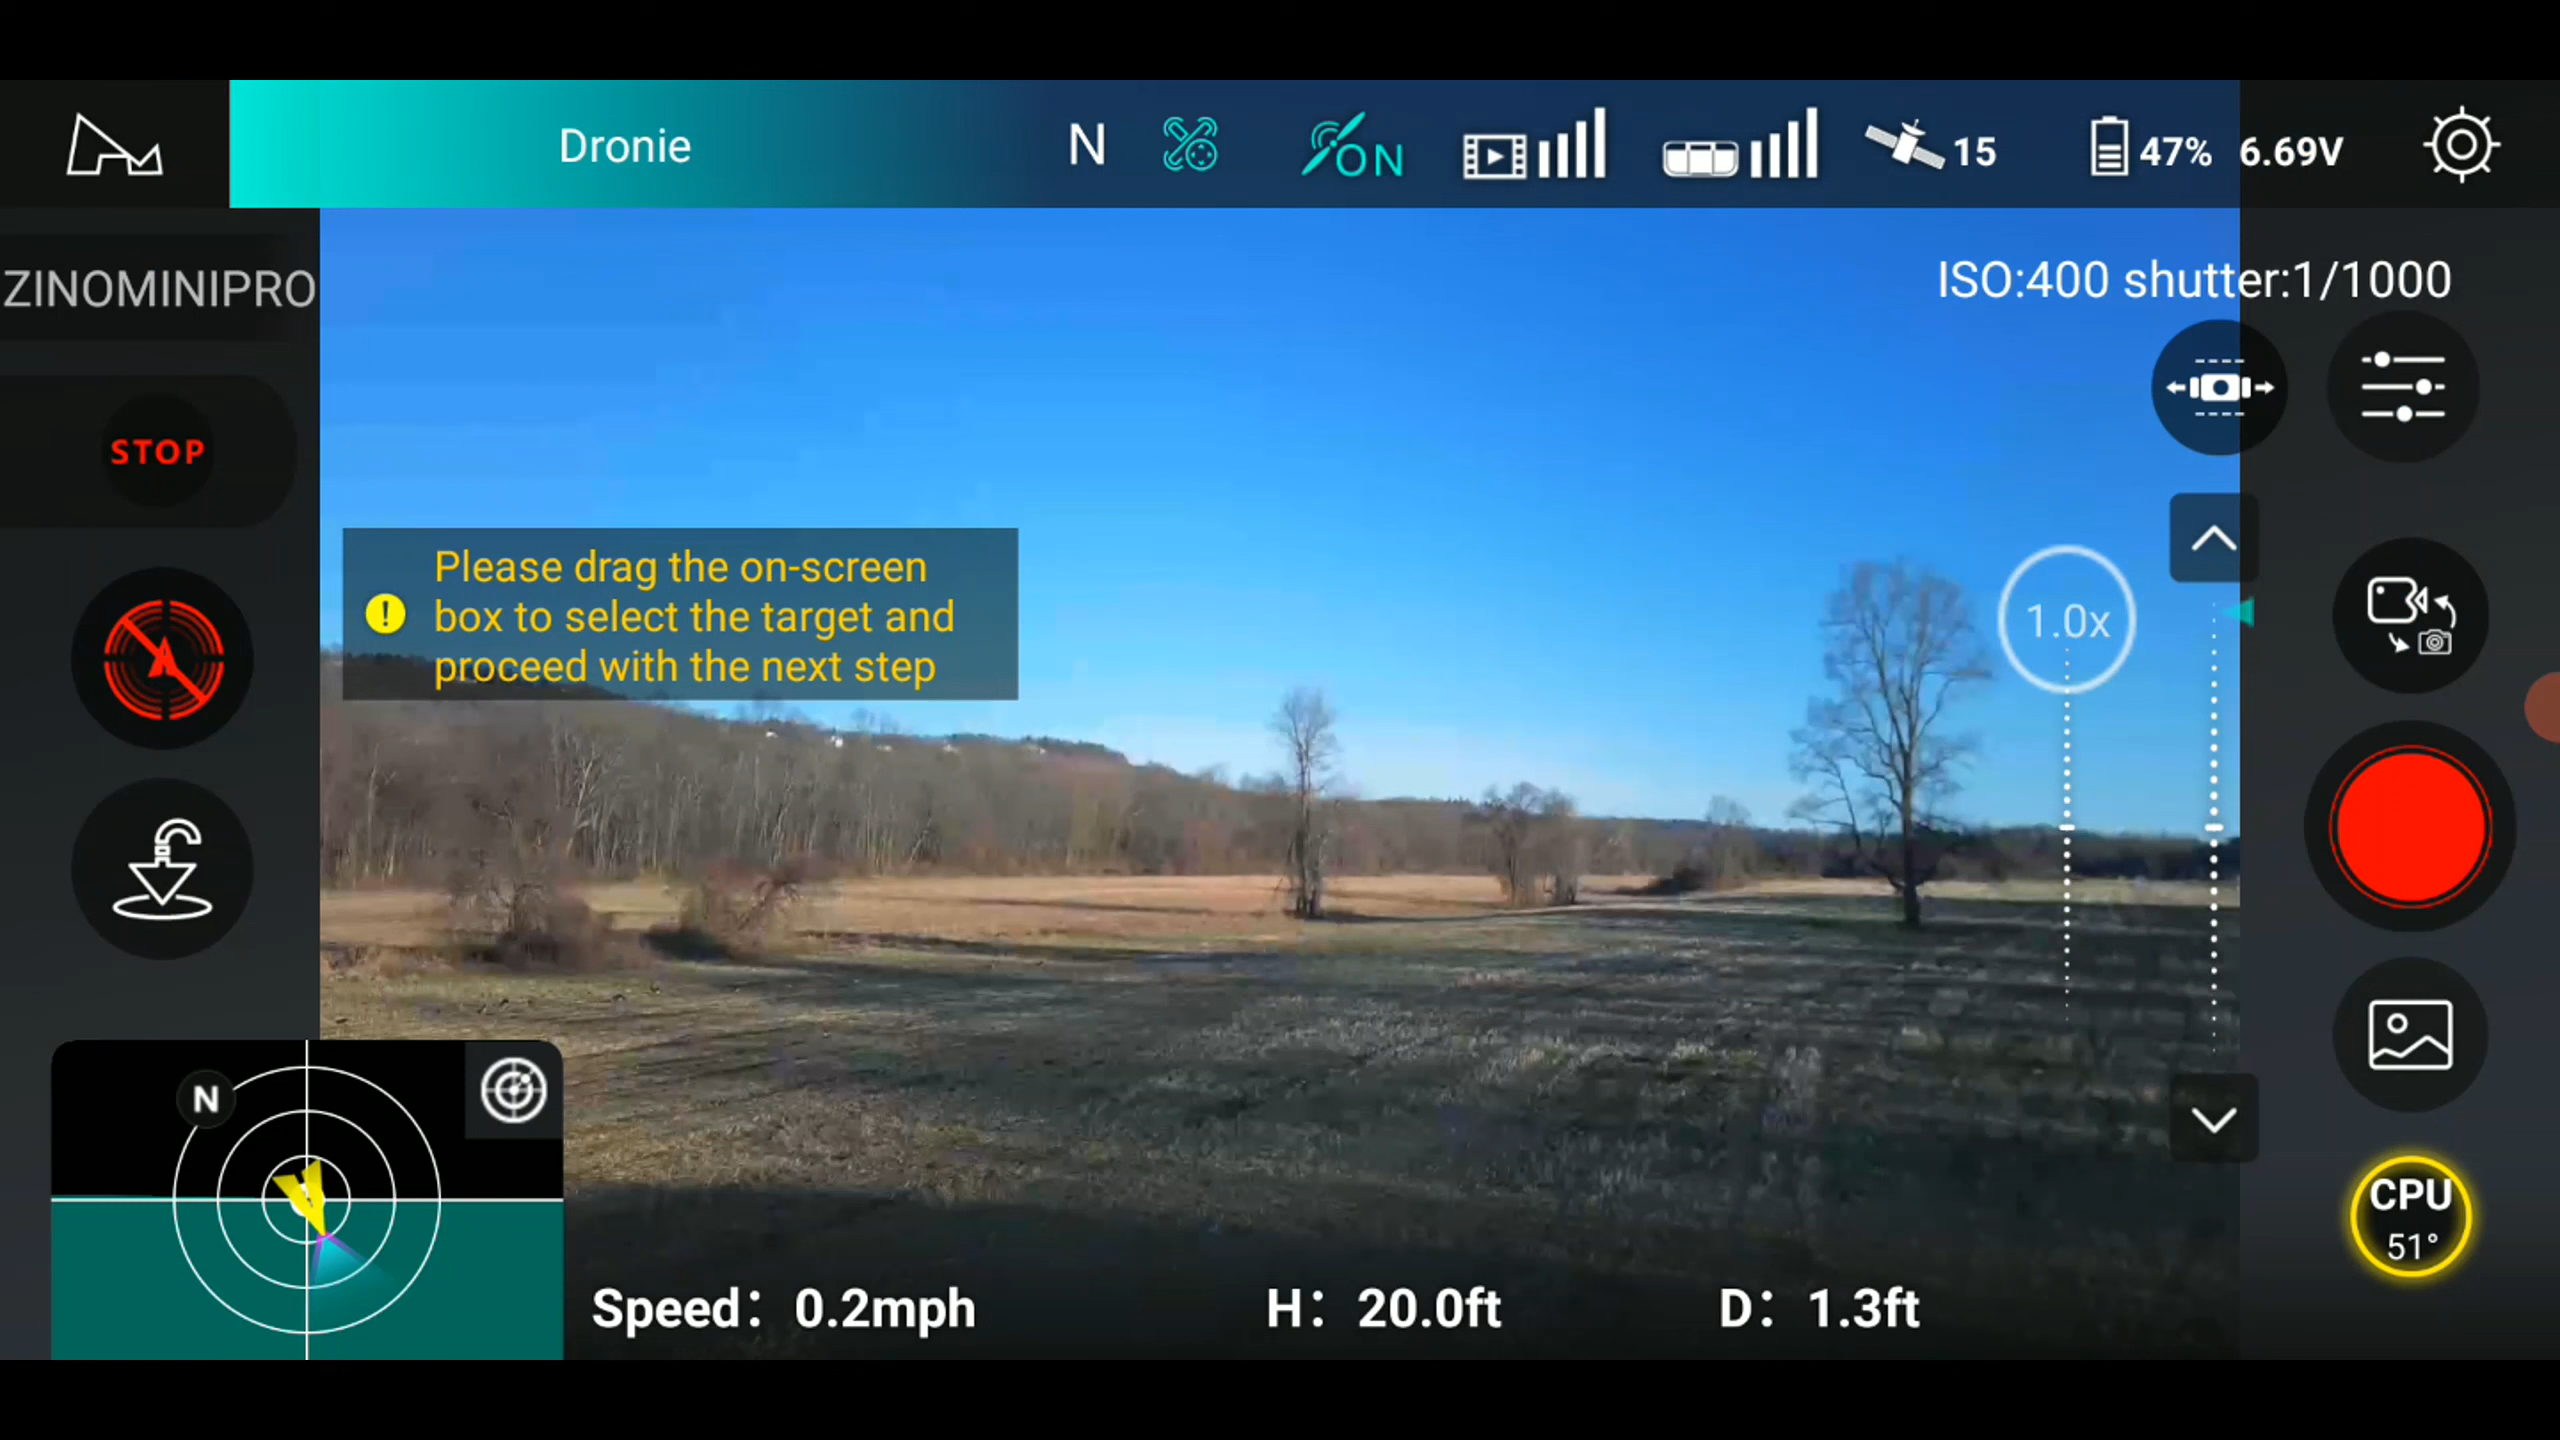 Dronie
N
ON
15
47%
6.69V
ZINOMINIPRO
ISO:400 shutter:1/1000
STOP
Please drag the on-screen
box to select the target and
proceed with the next step
1.0x
A
N
CPU
51°
Speed: 0.2mph
H: 20.0ft
D: 1.3ft